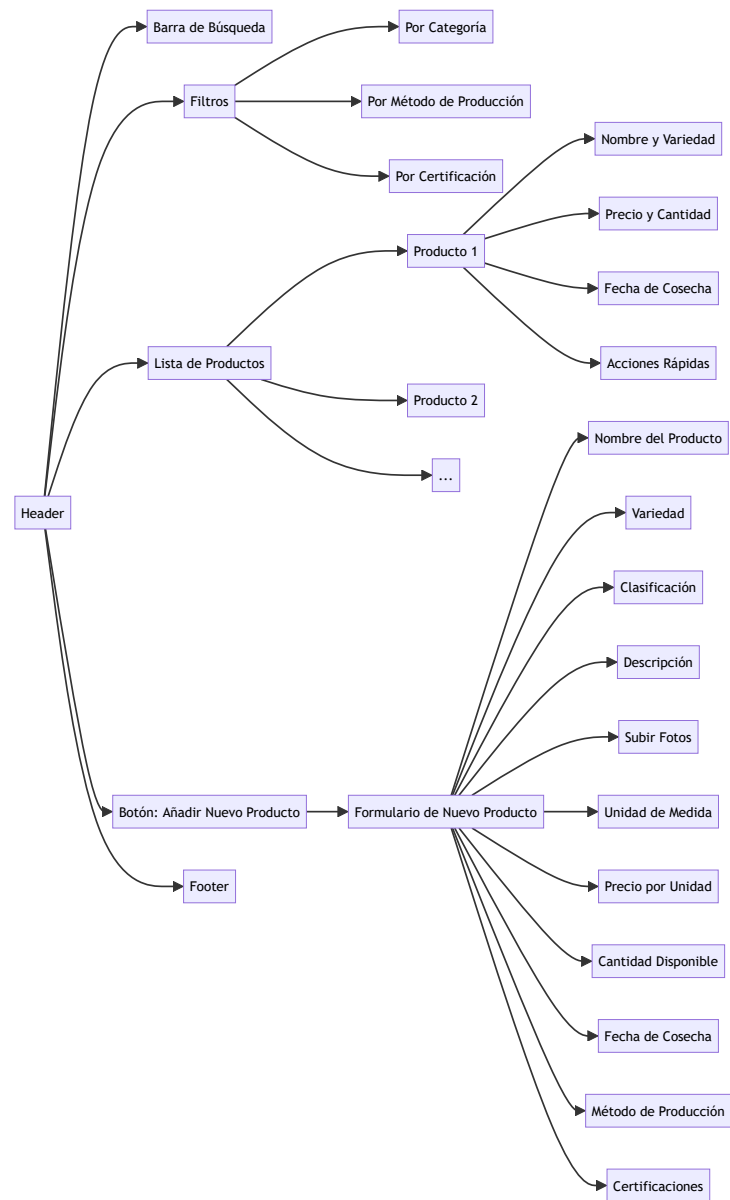 Barra de Búsqueda
Por Categoría
Filtros
Por Método de Producción
Nombre y Variedad
Por Certificación
Precio y Cantidad
Producto 1
Fecha de Cosecha
Lista de Productos
Acciones Rápidas
Producto 2
Nombre del Producto
...
Header
Variedad
Clasificación
Descripción
Subir Fotos
Botón: Añadir Nuevo Producto
Formulario de Nuevo Producto
Unidad de Medida
Footer
Precio por Unidad
Cantidad Disponible
Fecha de Cosecha
Método de Producción
Certificaciones